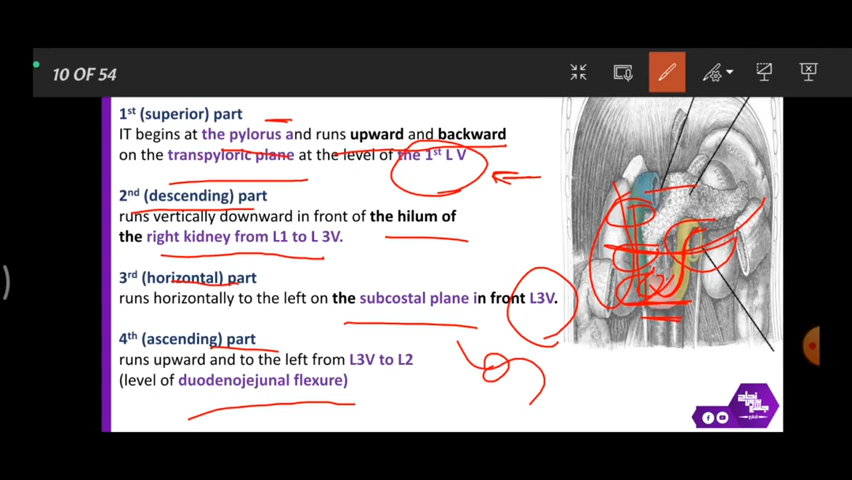 10 OF 54
1st (superior) part
IT begins at the pylorus and runs upward and backward
on the transpyloric plane at the level of the 1st L V
2nd (descending) part
runs vertically downward in front of the hilum of
the right kidney from L1 to L 3V.
3rd (horizontal) part
runs horizontally to the left on the subcostal plane in front L3V.
4th (ascending) part
runs upward and to the left from L3V to L2
(level of duodenojejunal flexure)